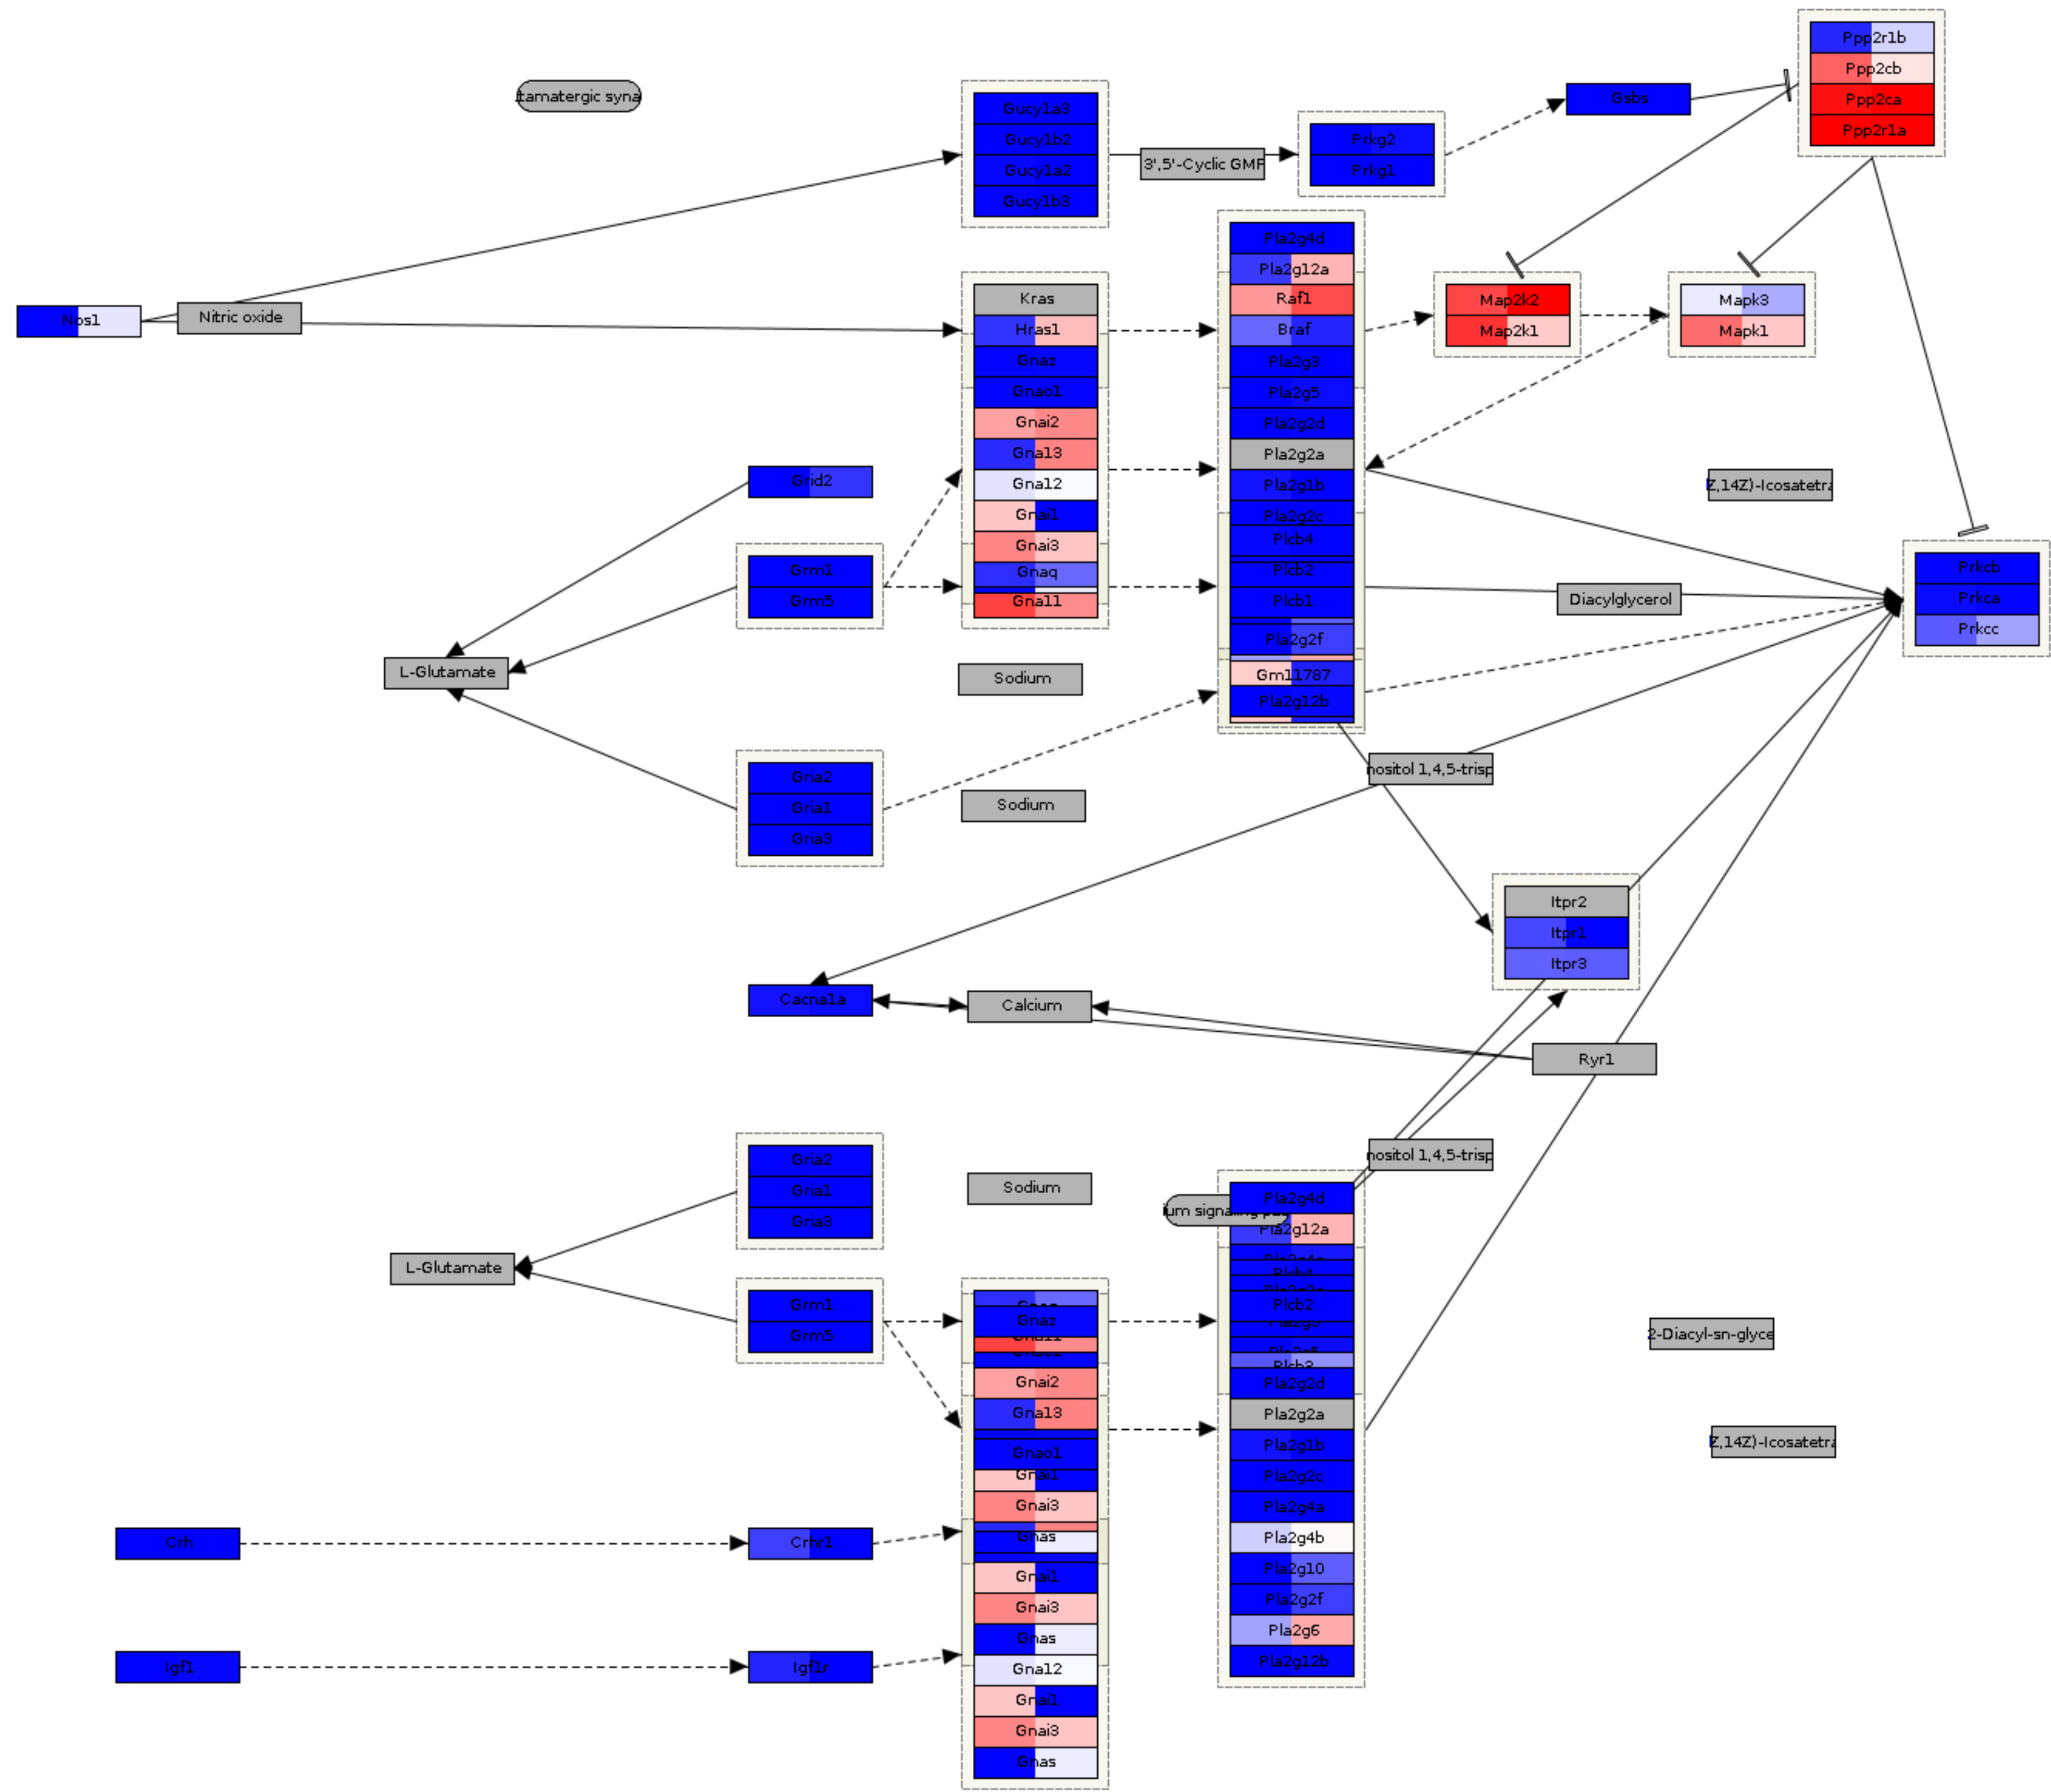 Ppp2r1b
Ppp2cb
Ppp2ca
Ppp2r1a
tamatergic syna
Gsbs
Gucy1a3
Gucy1b2
Gucy1a2
Gucy1b3
3',5'-Cyclic GMP
Prkg2
Prkg1
Nos1
Nitric oxide
Kras
Hras1
Gnaz
Gnao1
Gnai2
Gna13
Gna12
Gnai1
Gnai3
Gnaq
Gna11
Pla2g4d
Pla2g12a
Raf1
Braf
Pla2g3
Pla2g5
Pla2g2d
Pla2g2a
Pla2g1b
Pla2g2c
Plcb4
Plcb2
Plcb1
Pla2g2f
Gm11787
Pla2g12b
Map2k2
Map2k1
Mapk3
Mapk1
Grid2
Z,14Z)-Icosatetra
Grm1
Grm5
Prkcb
Prkca
Prkcc
Diacylglycerol
L-Glutamate
Sodium
Gria2
Gria1
Gria3
Sodium
nositol 1,4,5-trisp
Itpr2
Itpr1
Itpr3
Cacna1a
Calcium
Ryr1
Gria2
Gria1
Gria3
Sodium
nositol 1,4,5-trisp
L-Glutamate
Grm1
Grm5
Gnaz
Gnai2
Gna13
Gnao1
Gnai1
Gnai3
Gnas
Gnai1
Gnai3
Gnas
Gna12
Gnai1
Gnai3
Gnas
Pla2g4d
Pla2g12a
Plcb4
Plcb2
Pla2g5
Plcb3
Pla2g2d
Pla2g2a
Pla2g1b
Pla2g2c
Pla2g4a
Pla2g4b
Pla2g10
Pla2g2f
Pla2g6
Pla2g12b
2-Diacyl-sn-glyce
Z,14Z)-Icosatetra
Crh
Crhr1
Igf1
Igf1r